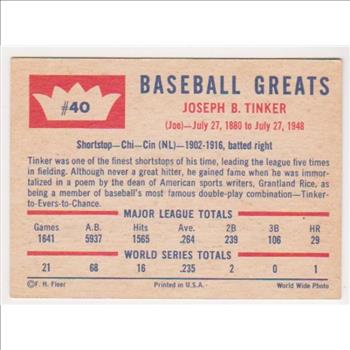 #40
BASEBALL GREATS
JOSEPH B. TINKER
(Joe)—July 27, 1880 to July 27, 1948
Shortstop—Chi—Cin (NL)—1902-1916, batted right
Tinker was one of the finest shortstops of his time, leading the league five times
in fielding. Although never a great hitter, he gained fame when he was immor-
talized in a poem by the dean of American sports writers, Grantland Rice, as
being a member of baseball's most famous double-play combination—Tinker-
to-Evers-to-Chance.
MAJOR LEAGUE TOTALS
Games A.B. Hits Ave. 2B 3B HR
1641 5937 1565 .264 239 106 29
WORLD SERIES TOTALS
21 68 16 .235 2 0 1
©F. H. Fleer Printed in U.S.A. World Wide Photo